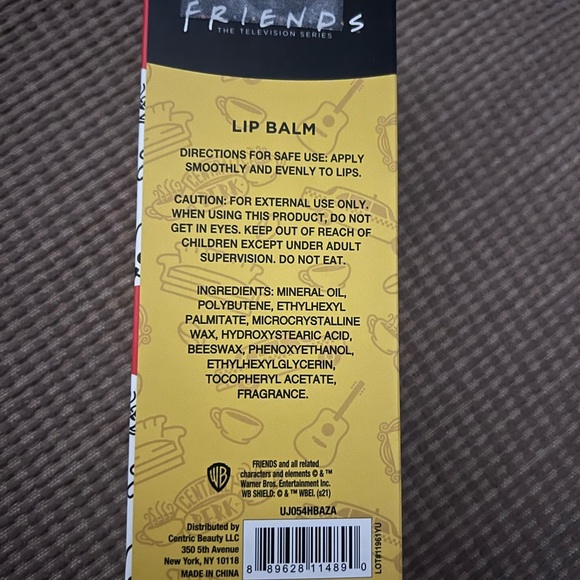 FRIENDS
THE TELEVISION SERIES
LIP BALM
DIRECTIONS FOR SAFE USE: APPLY
SMOOTHLY AND EVENLY TO LIPS.
CAUTION: FOR EXTERNAL USE ONLY.
WHEN USING THIS PRODUCT, DO NOT
GET IN EYES. KEEP OUT OF REACH OF
CHILDREN EXCEPT UNDER ADULT
SUPERVISION. DO NOT EAT.
INGREDIENTS: MINERAL OIL,
POLYBUTENE, ETHYLHEXYL
PALMITATE, MICROCRYSTALLINE
WAX, HYDROXYSTEARIC ACID,
BEESWAX, PHENOXYETHANOL,
ETHYLHEXYLGLYCERIN,
TOCOPHERYL ACETATE,
FRAGRANCE.
WB
FRIENDS and all related
characters and elements © & ™
Warner Bros. Entertainment Inc.
WB SHIELD: © & ™ WBEI. (s21)
UJ054HBAZA
Distributed by
Centric Beauty LLC
350 5th Avenue
New York, NY 10118
MADE IN CHINA
8 89628 11489 0
LOT#11961YU
CENTRAL
PERK